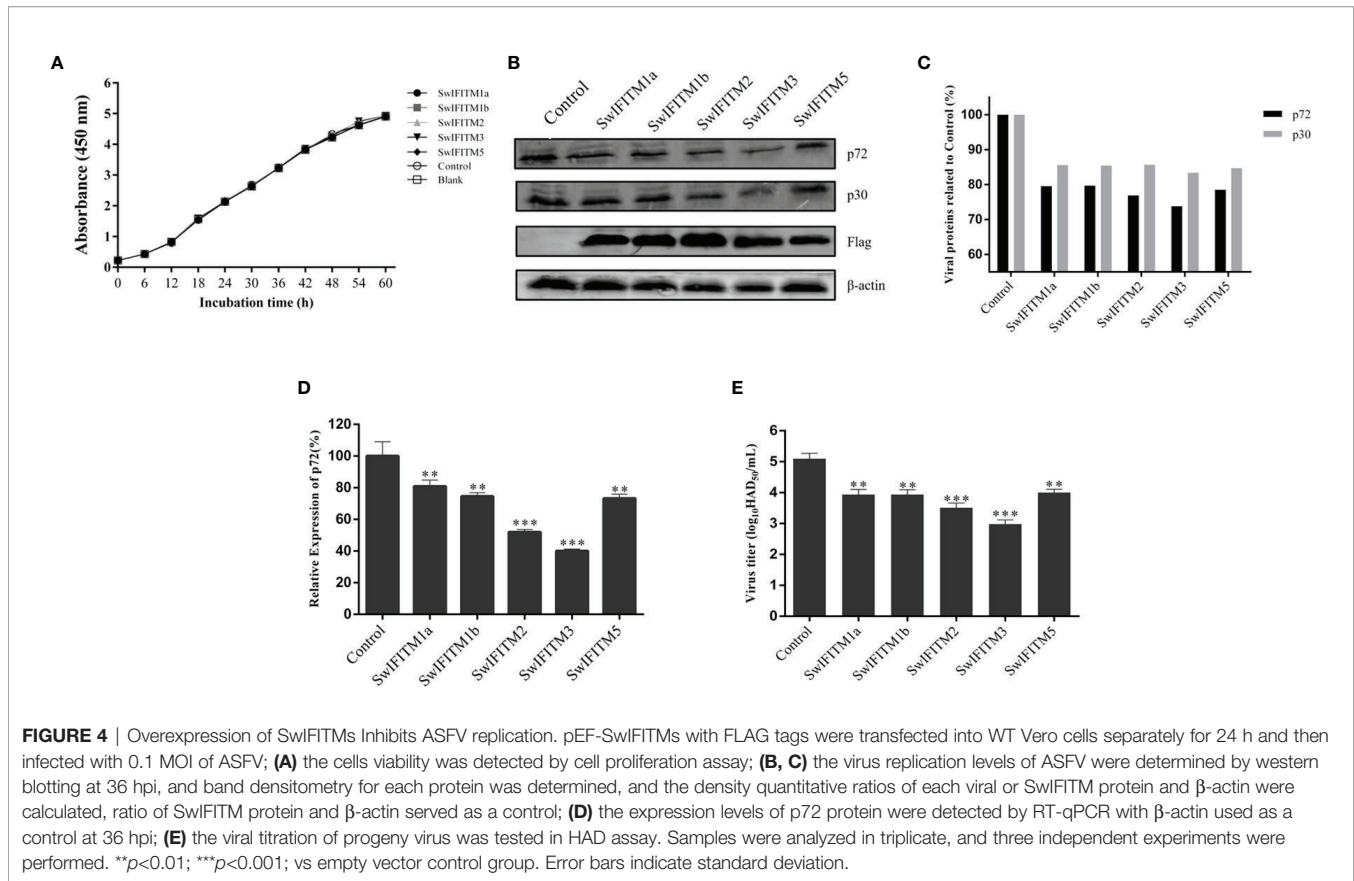 A
Absorbance (450 nm)
6
5
4
3
2
1
0
0 6 12 18 24 30 36 42 48 54 60
Incubation time (h)
SwIFITM1a
SwIFITM1b
SwIFITM2
SwIFITM3
SwIFITM5
Control
Blank
B
Control SwIFITM1a SwIFITM1b SwIFITM2 SwIFITM3 SwIFITM5
p72
p30
Flag
β-actin
C
Viral proteins related to Control (%)
100
90
80
70
60
Control SwIFITM1a SwIFITM1b SwIFITM2 SwIFITM3 SwIFITM5
p72
p30
D
Relative Expression of p72(%)
120
100
80
60
40
20
0
** ** *** *** **
Control SwIFITM1a SwIFITM1b SwIFITM2 SwIFITM3 SwIFITM5
E
Virus titer (log₁₀HAD₅₀/mL)
6
5
4
3
2
1
0
** ** *** *** **
Control SwIFITM1a SwIFITM1b SwIFITM2 SwIFITM3 SwIFITM5
FIGURE 4 | Overexpression of SwIFITMs Inhibits ASFV replication. pEF-SwIFITMs with FLAG tags were transfected into WT Vero cells separately for 24 h and then
infected with 0.1 MOI of ASFV; (A) the cells viability was detected by cell proliferation assay; (B, C) the virus replication levels of ASFV were determined by western
blotting at 36 hpi, and band densitometry for each protein was determined, and the density quantitative ratios of each viral or SwIFITM protein and β-actin were
calculated, ratio of SwIFITM protein and β-actin served as a control; (D) the expression levels of p72 protein were detected by RT-qPCR with β-actin used as a
control at 36 hpi; (E) the viral titration of progeny virus was tested in HAD assay. Samples were analyzed in triplicate, and three independent experiments were
performed. **p<0.01; ***p<0.001; vs empty vector control group. Error bars indicate standard deviation.